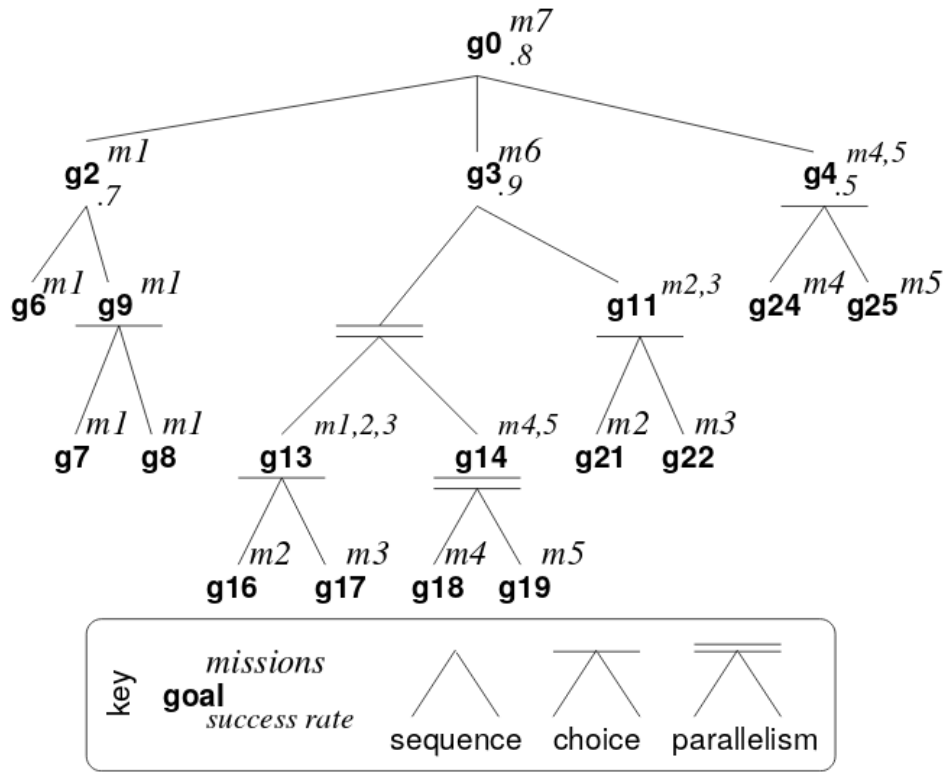 g0 m7
.8
g2 m1
.7
g3 m6
.9
g4 m4,5
.5
g6 m1
g9 m1
g11 m2,3
g24 m4
g25 m5
g7 m1
g8 m1
g13 m1,2,3
g14 m4,5
g21 m2
g22 m3
g16 m2
g17 m3
g18 m4
g19 m5
key
missions
goal
success rate
sequence
choice
parallelism